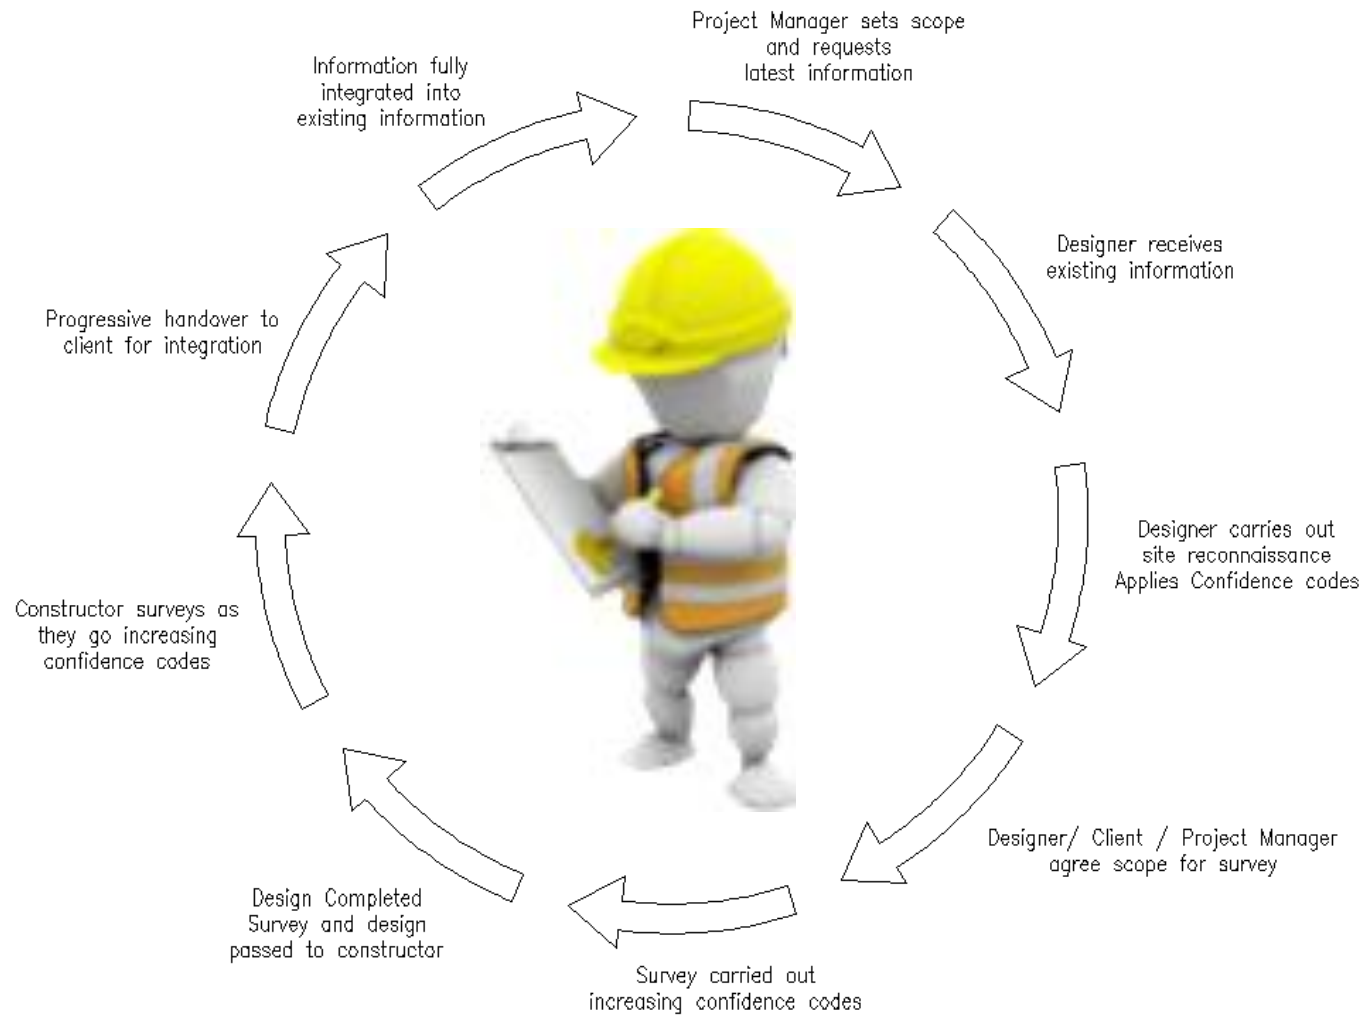 Project Manager sets scope
and requests
latest information
Designer receives
existing information
Designer carries out
site reconnaissance
Applies Confidence codes
Designer/ Client / Project Manager
agree scope for survey
Survey carried out
increasing confidence codes
Design Completed
Survey and design
passed to constructor
Constructor surveys as
they go increasing
confidence codes
Progressive handover to
client for integration
Information fully
integrated into
existing information